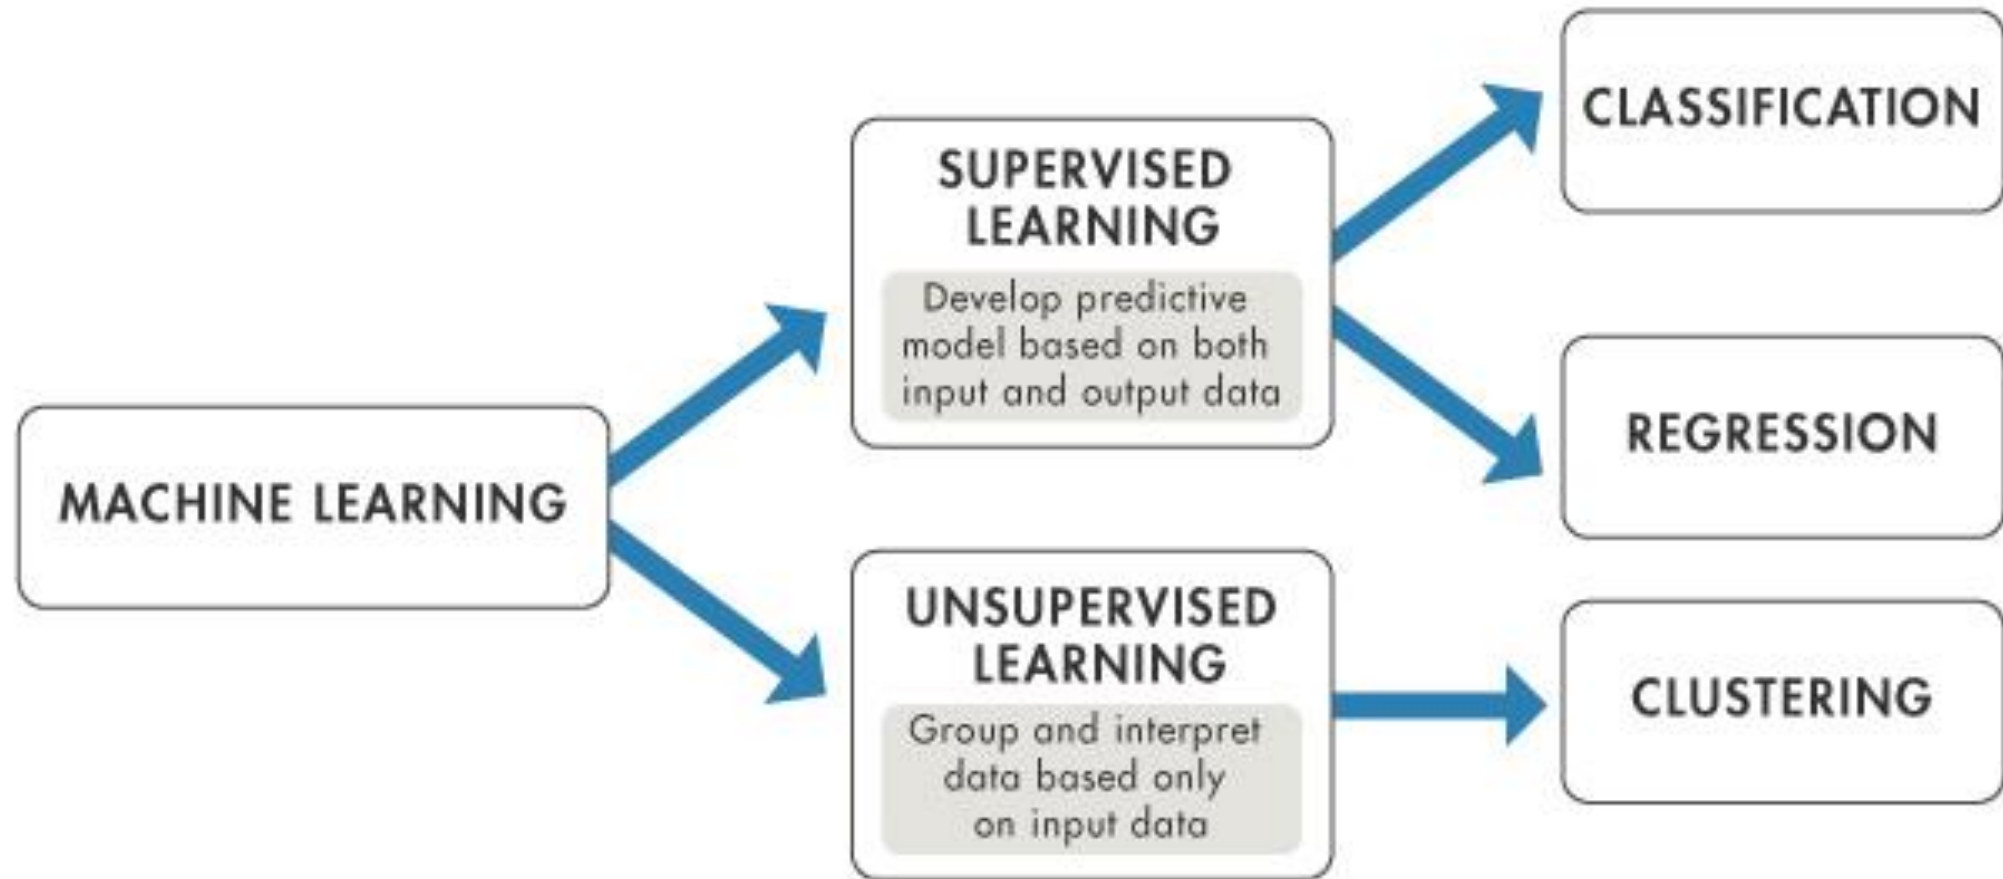 MACHINE LEARNING
SUPERVISED
LEARNING
Develop predictive
model based on both
input and output data
UNSUPERVISED
LEARNING
Group and interpret
data based only
on input data
CLASSIFICATION
REGRESSION
CLUSTERING